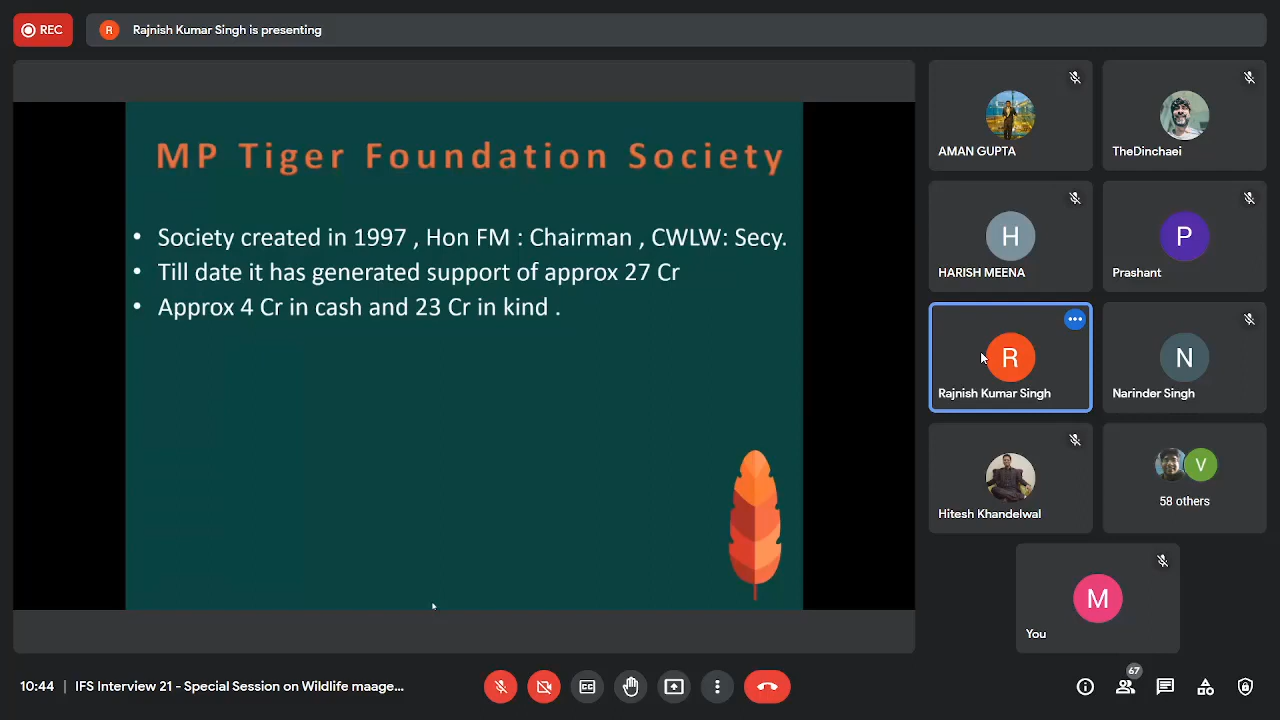 REC
R
Rajnish Kumar Singh is presenting
MP Tiger Foundation Society
• Society created in 1997 , Hon FM : Chairman , CWLW: Secy.
• Till date it has generated support of approx 27 Cr
• Approx 4 Cr in cash and 23 Cr in kind .
AMAN GUPTA
TheDinchaei
H
HARISH MEENA
P
Prashant
R
Rajnish Kumar Singh
N
Narinder Singh
Hitesh Khandelwal
V
58 others
M
You
10:44 | IFS Interview 21 - Special Session on Wildlife maage...
CC
67